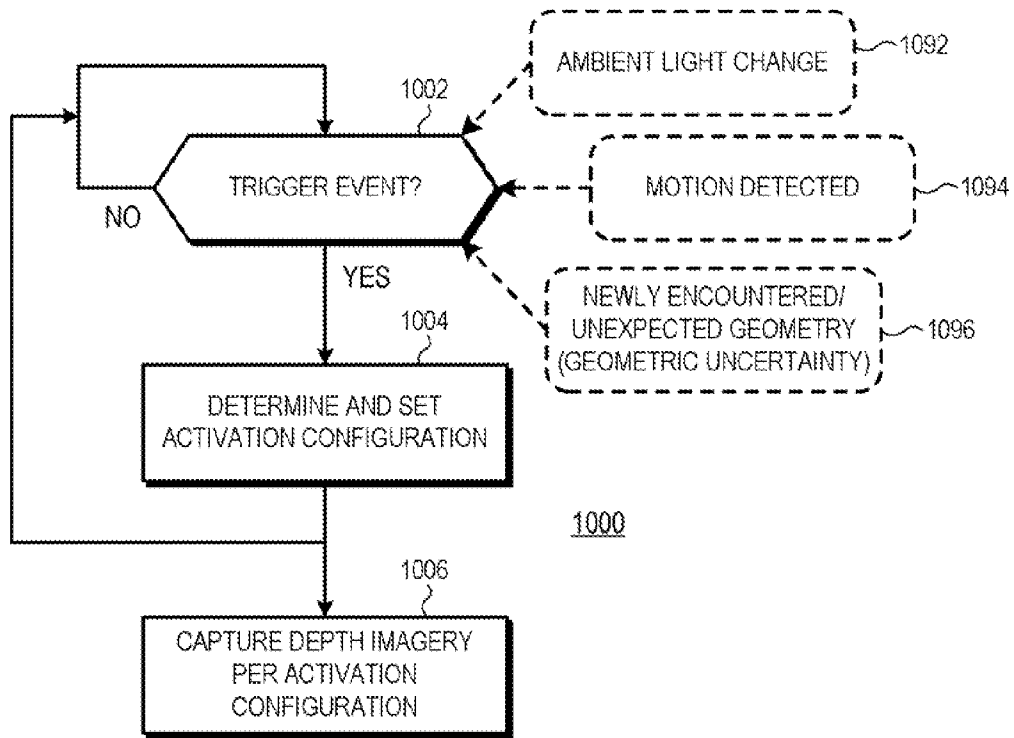 AMBIENT LIGHT CHANGE
1092
1002
TRIGGER EVENT?
MOTION DETECTED
1094
NO
YES
NEWLY ENCOUNTERED/
UNEXPECTED GEOMETRY
(GEOMETRIC UNCERTAINTY)
1096
1004
DETERMINE AND SET
ACTIVATION CONFIGURATION
1000
1006
CAPTURE DEPTH IMAGERY
PER ACTIVATION
CONFIGURATION